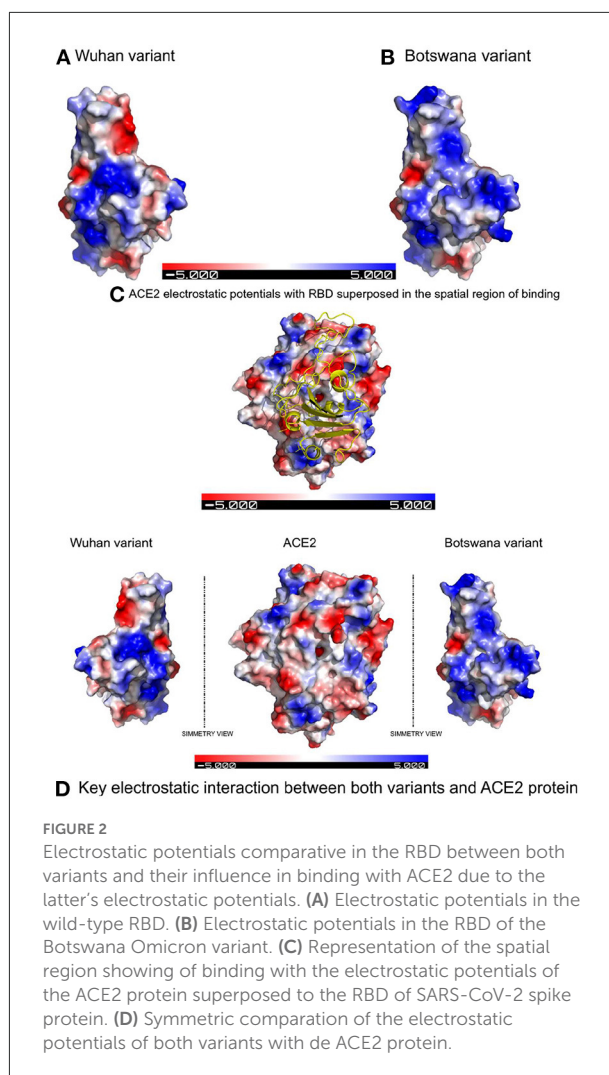 A Wuhan variant
B Botswana variant
−5.000 5.000
C ACE2 electrostatic potentials with RBD superposed in the spatial region of binding
−5.000 5.000
Wuhan variant ACE2 Botswana variant
SIMMETRY VIEW SIMMETRY VIEW
−5.000 5.000
D Key electrostatic interaction between both variants and ACE2 protein
FIGURE 2
Electrostatic potentials comparative in the RBD between both
variants and their influence in binding with ACE2 due to the
latter's electrostatic potentials. (A) Electrostatic potentials in the
wild-type RBD. (B) Electrostatic potentials in the RBD of the
Botswana Omicron variant. (C) Representation of the spatial
region showing of binding with the electrostatic potentials of
the ACE2 protein superposed to the RBD of SARS-CoV-2 spike
protein. (D) Symmetric comparation of the electrostatic
potentials of both variants with de ACE2 protein.